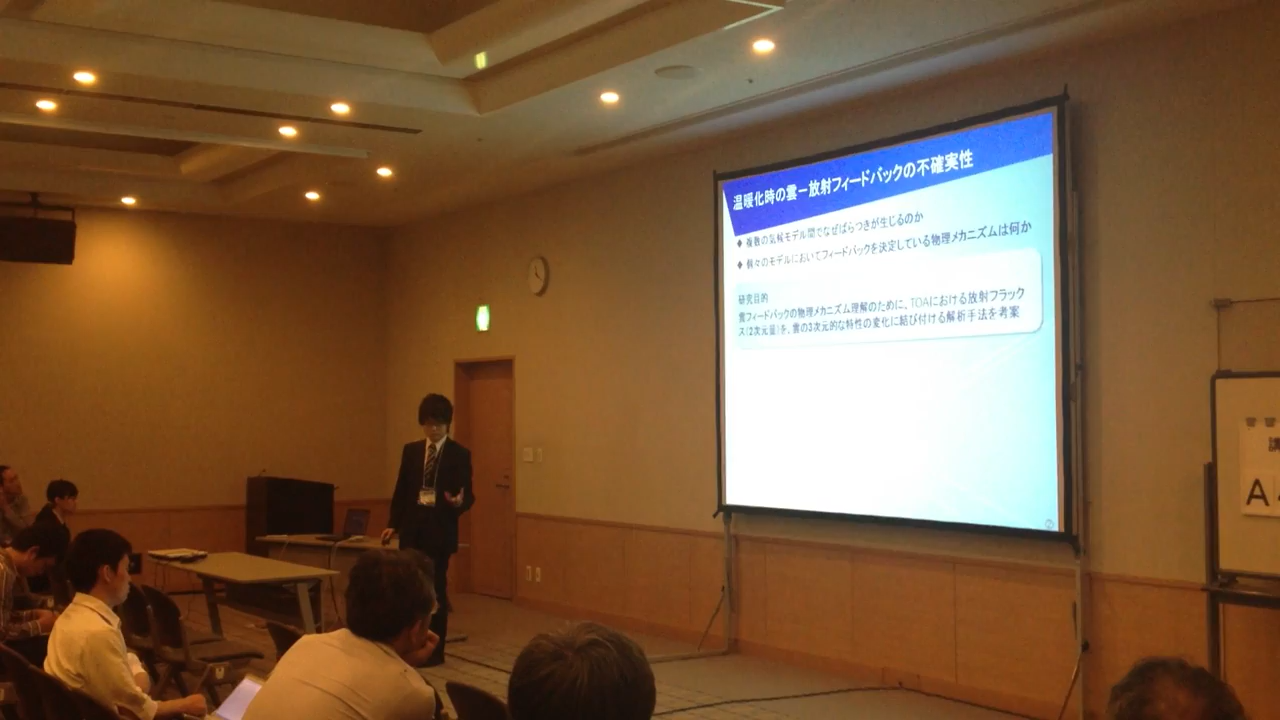 温暖化時の雲－放射フィードバックの不確実性
◆ 複数の気候モデル間でなぜばらつきが生じるのか
◆ 個々のモデルにおいてフィードバックを決定している物理メカニズムは何か
研究目的
雲フィードバックの物理メカニズム理解のために、TOAにおける放射フラック
ス(2次元量)を、雲の3次元的な特性の変化に結び付ける解析手法を考案
A